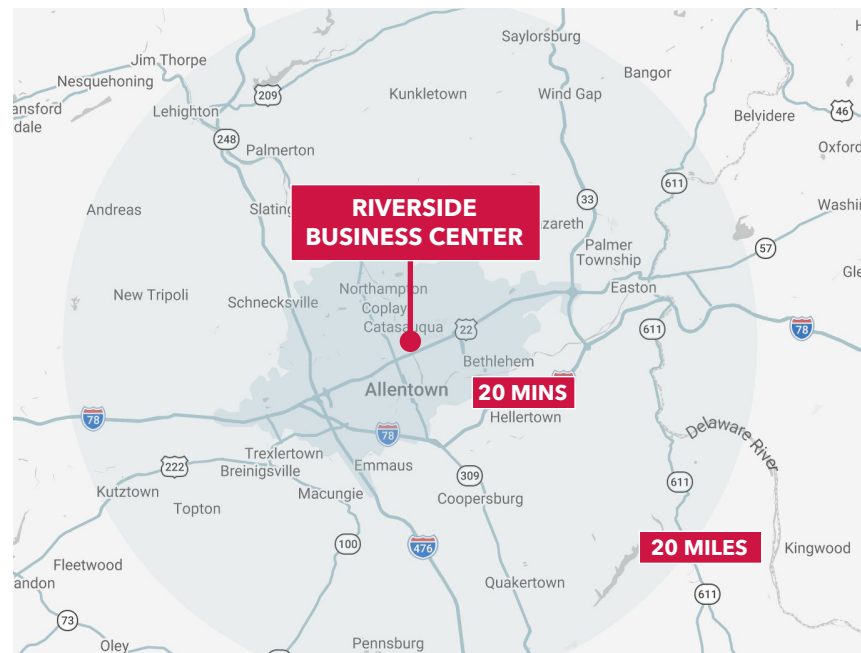 Saylorsburg
Jim Thorpe
Bangor
Nesquehoning
209
Kunkletown
Wind Gap
ansford
dale
Lehighton
46
Belvidere
248
Palmerton
Oxford
611
33
Slating
Andreas
RIVERSIDE
BUSINESS CENTER
Washi
zareth
Palmer
Township
57
Gle
Easton
New Tripoli
Schnecksville
Northampton
Coplay
Catasauqua
22
611
78
Bethlehem
Allentown
20 MINS
78
Hellertown
78
Delaware River
Trexlertown
Breinigsville
Emmaus
222
309
611
Kutztown
Macungie
Coopersburg
Topton
100
476
20 MILES
Kingwood
Fleetwood
andon
Quakertown
611
73
Oley
Pennsburg